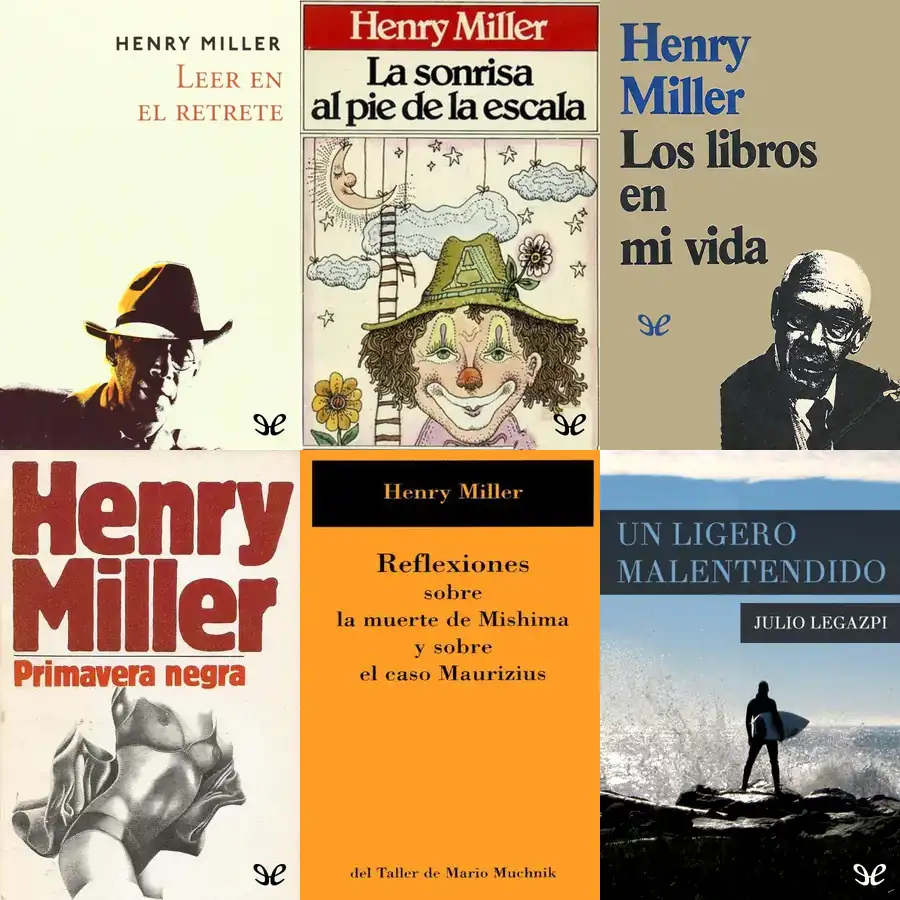 HENRY MILLER
LEER EN
EL RETRETE
Henry Miller
La sonrisa
al pie de la escala
A
Henry
Miller
Los libros
en
mi vida
Henry
Miller
Primavera negra
Henry Miller
Reflexiones
sobre
la muerte de Mishima
y sobre
el caso Maurizius
del Taller de Mario Muchnik
UN LIGERO
MALENTENDIDO
JULIO LEGAZPI